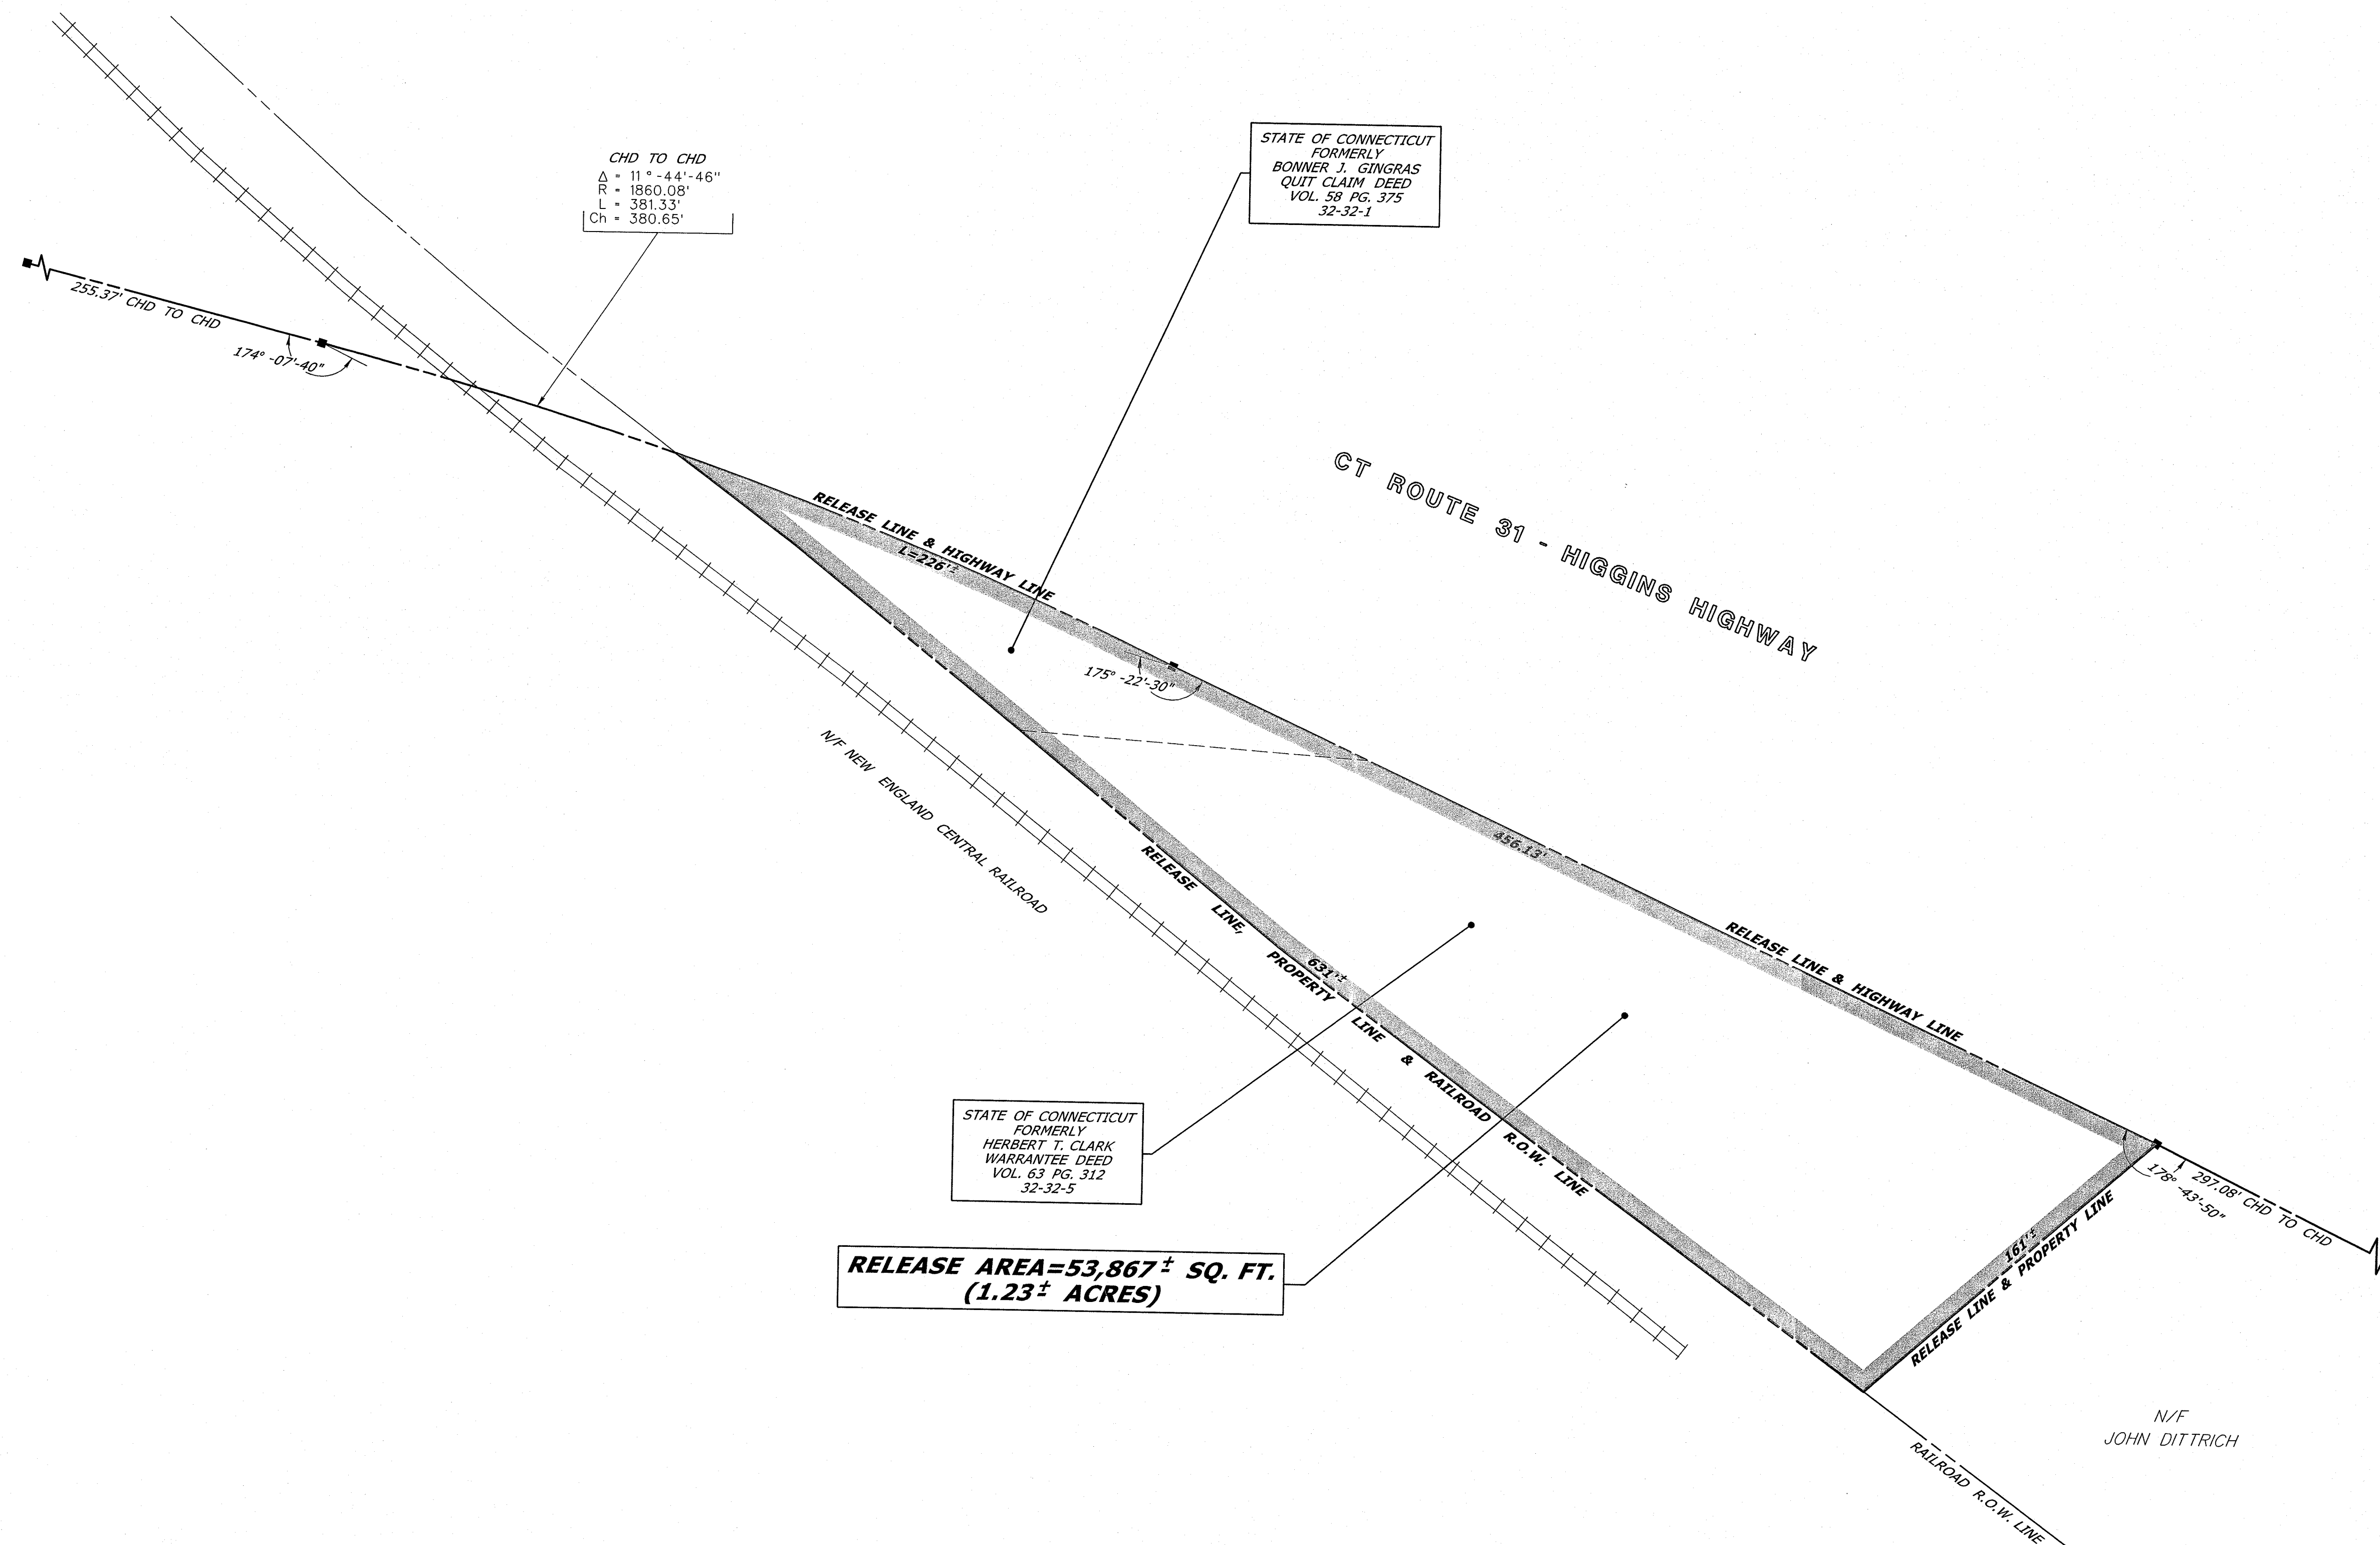 CHD TO CHD
Δ = 11°-44'-46"
R = 1860.08'
L = 381.33'
Ch = 380.65'
STATE OF CONNECTICUT
FORMERLY
BONNER J. GINGRAS
QUIT CLAIM DEED
VOL. 58 PG. 375
32-32-1
255.37' CHD TO CHD
174°-07'-40"
CT ROUTE 31 - HIGGINS HIGHWAY
RELEASE LINE & HIGHWAY LINE
L=226'±
175°-22'-30"
N/F NEW ENGLAND CENTRAL RAILROAD
456.13'
RELEASE LINE & HIGHWAY LINE
RELEASE LINE, PROPERTY LINE & RAILROAD R.O.W. LINE
631'±
STATE OF CONNECTICUT
FORMERLY
HERBERT T. CLARK
WARRANTEE DEED
VOL. 63 PG. 312
32-32-5
297.08' CHD TO CHD
178°-43'-50"
161'±
RELEASE LINE & PROPERTY LINE
RELEASE AREA=53,867± SQ. FT.
(1.23± ACRES)
N/F
JOHN DITTRICH
RAILROAD R.O.W. LINE